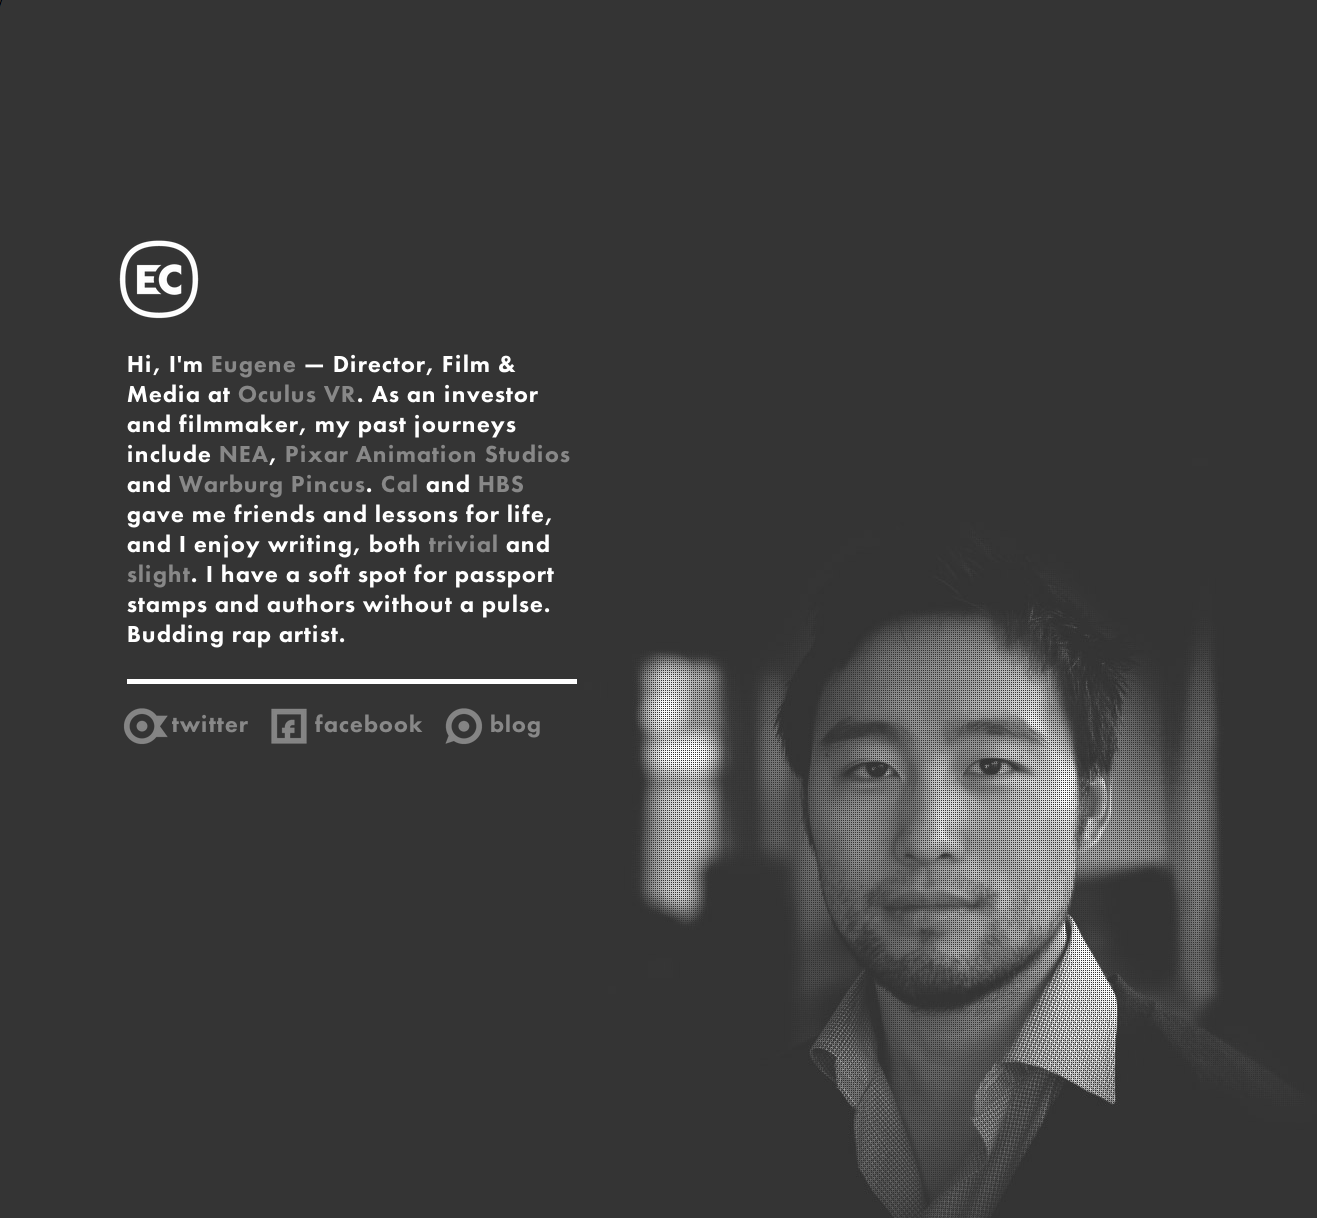 EC
Hi, I'm Eugene — Director, Film &
Media at Oculus VR. As an investor
and filmmaker, my past journeys
include NEA, Pixar Animation Studios
and Warburg Pincus. Cal and HBS
gave me friends and lessons for life,
and I enjoy writing, both trivial and
slight. I have a soft spot for passport
stamps and authors without a pulse.
Budding rap artist.
twitter facebook blog